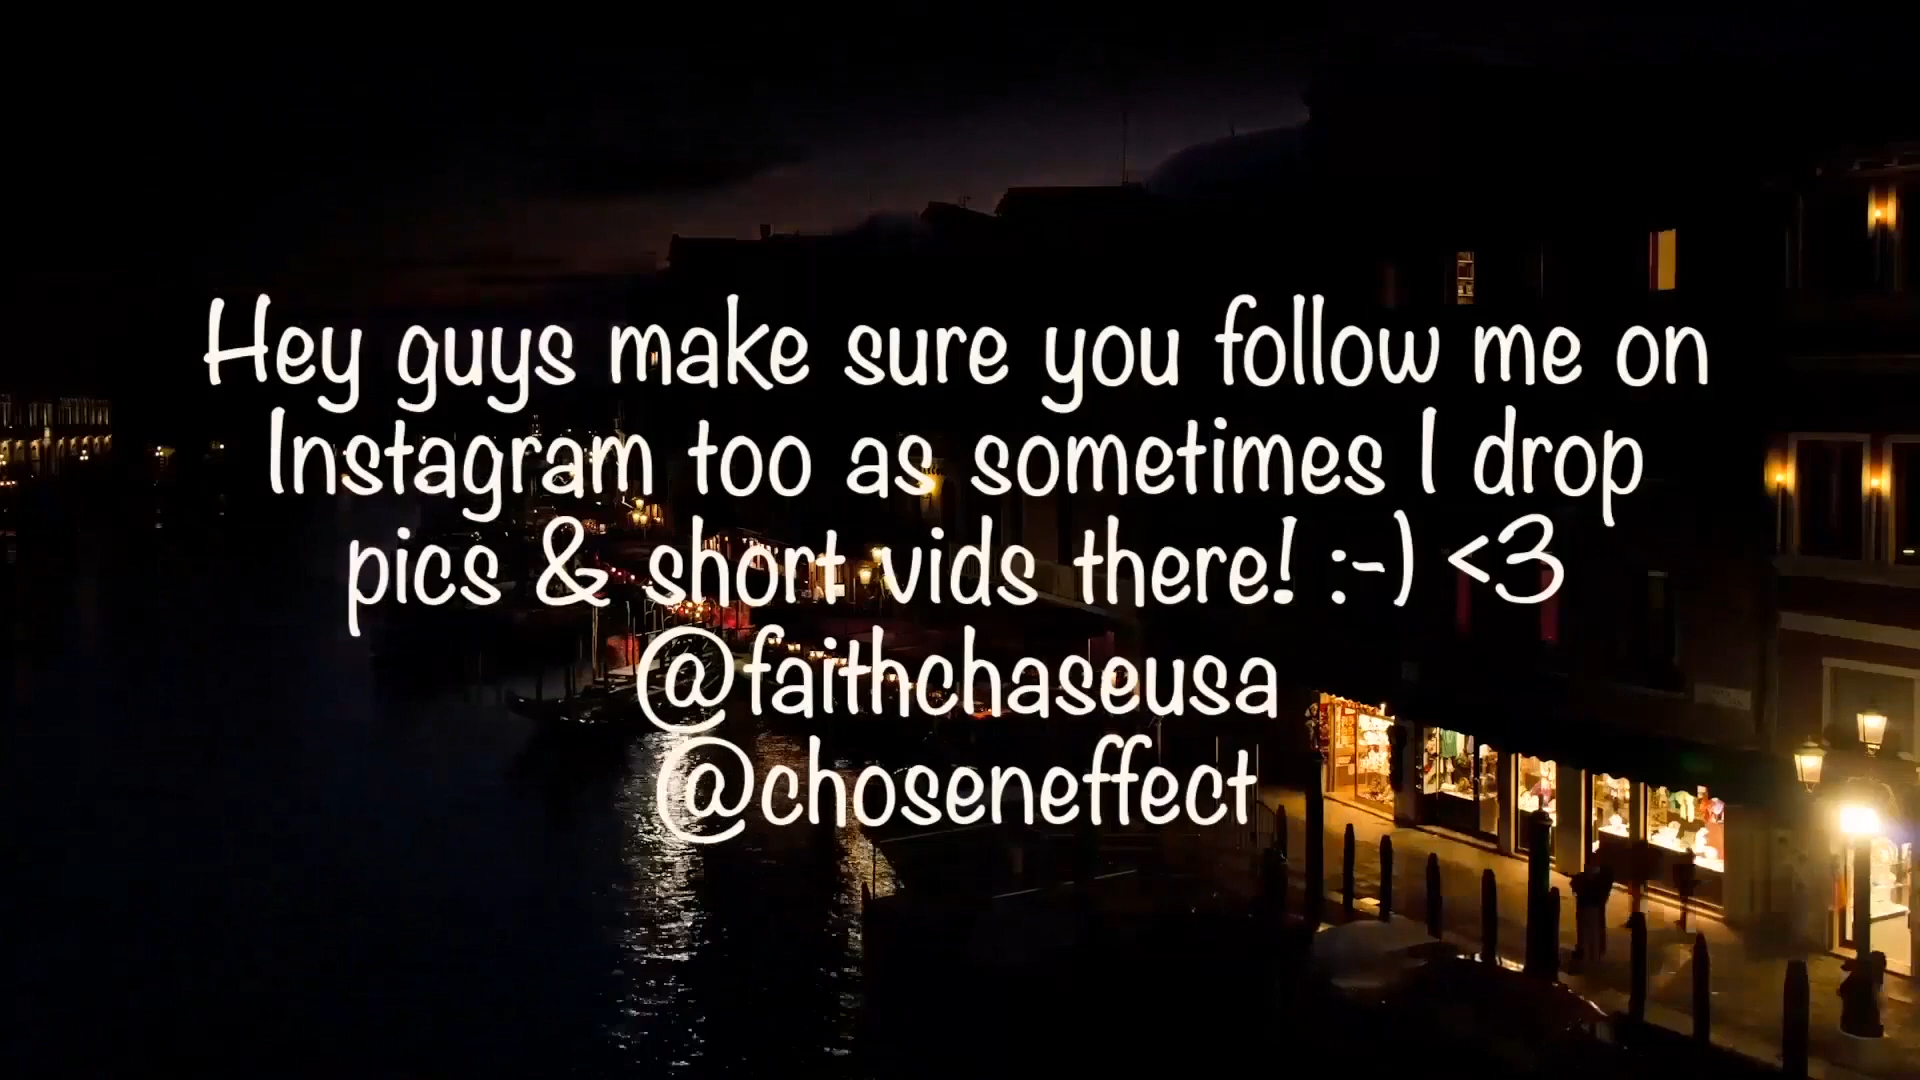 Hey guys make sure you follow me on
Instagram too as sometimes I drop
pics & short vids there! :-) <3
@faithchaseusa
@choseneffect